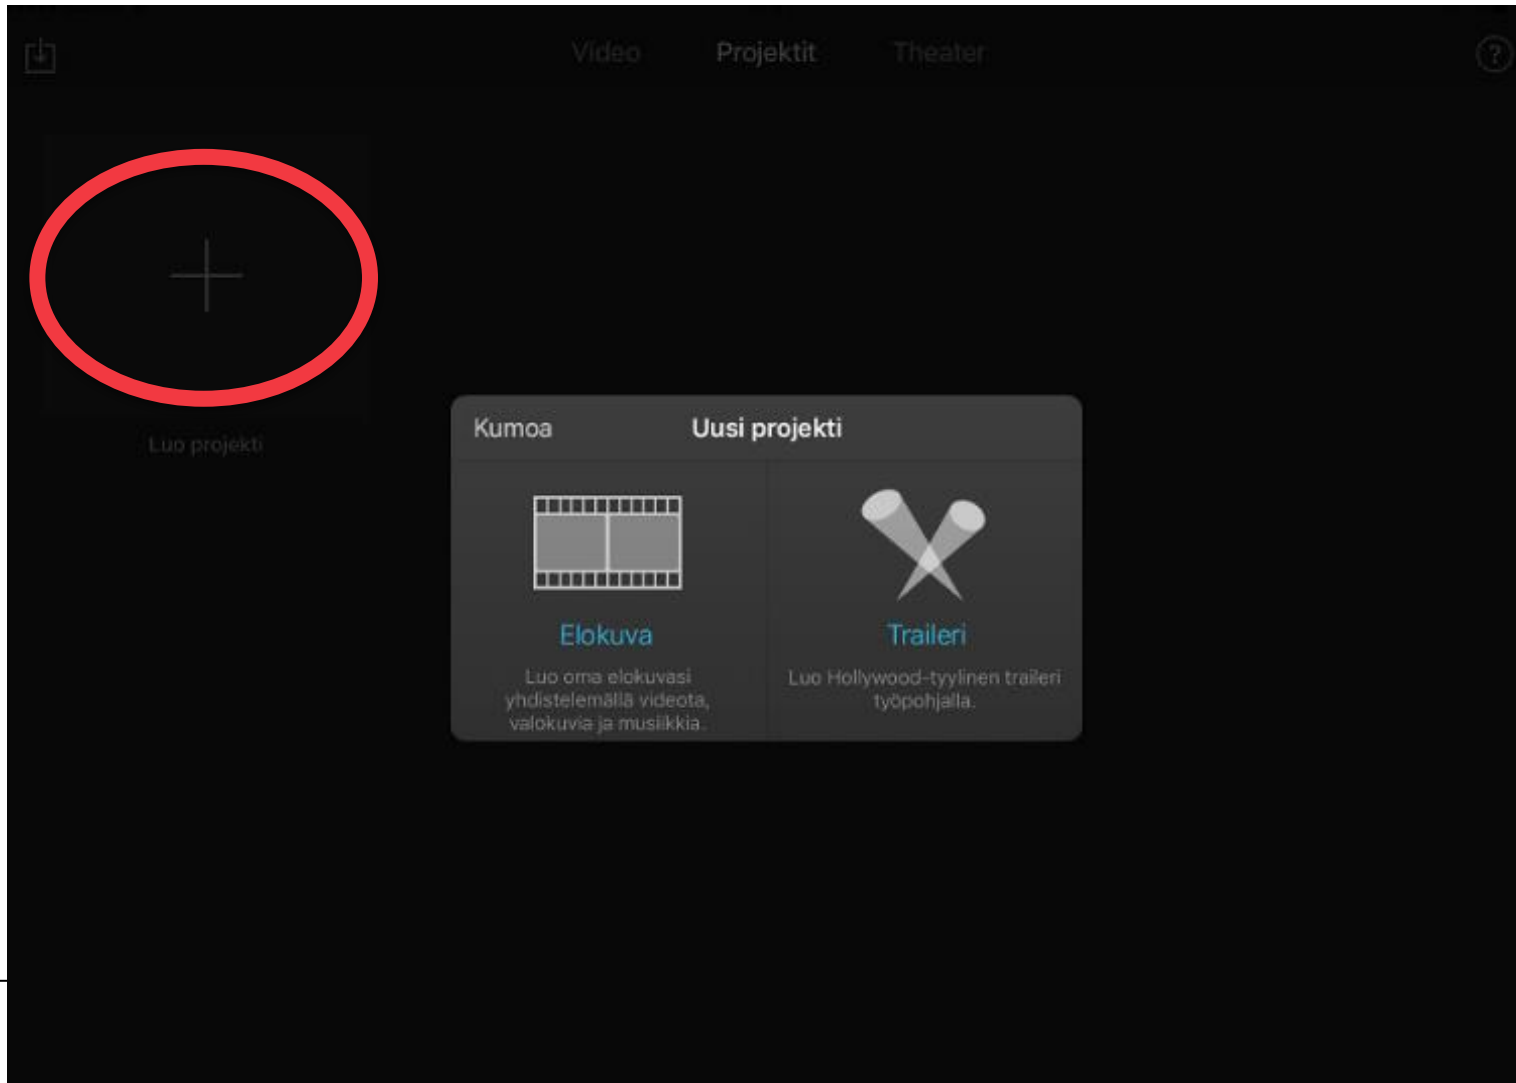 Video Projektit Theater ?
Luo projekti
Kumoa Uusi projekti
Elokuva
Luo oma elokuvasi
yhdistelemällä videota,
valokuvia ja musiikkia.
Traileri
Luo Hollywood-tyylinen traileri
työpohjalla.